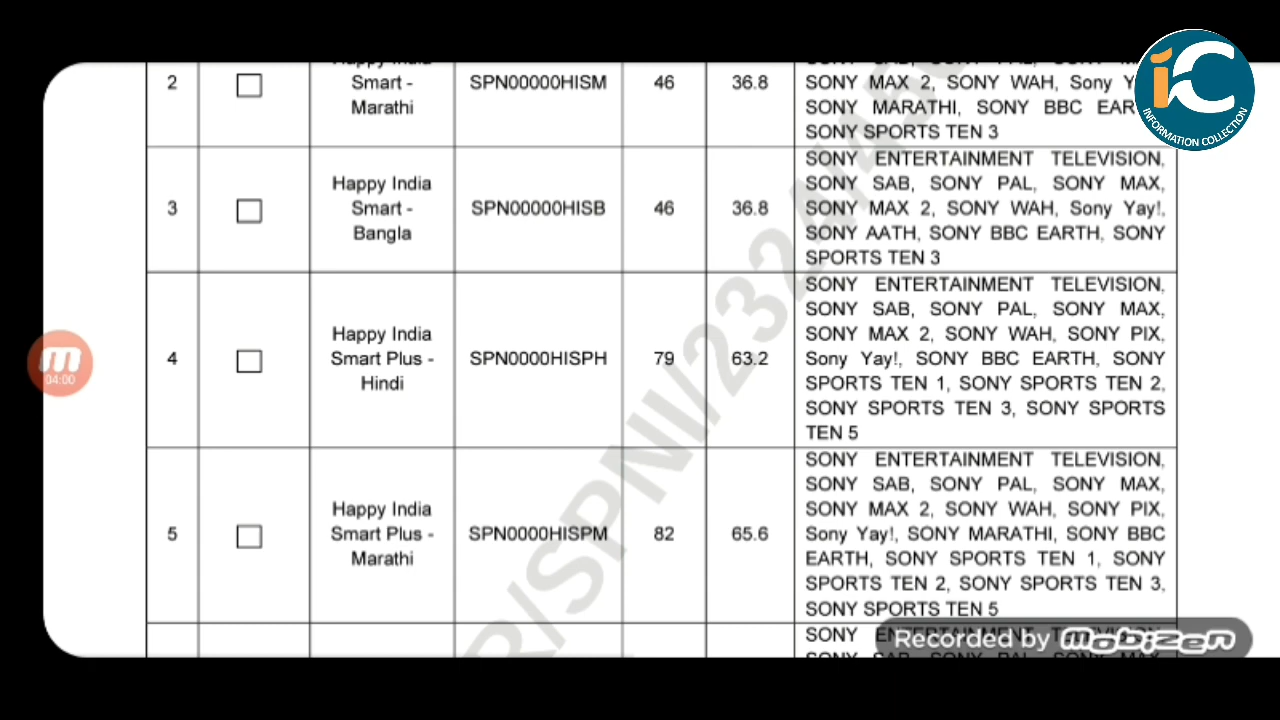 Happy India
2
Smart -
Marathi
SPN00000HISM
46
36.8
SONY MAX 2, SONY WAH, Sony
SONY MARATHI, SONY BBC
SONY SPORTS TEN 3
3
Happy India
Smart -
Bangla
SPN00000HISB
46
36.8
SONY ENTERTAINMENT TELEVISION,
SONY SAB, SONY PAL, SONY MAX,
SONY MAX 2, SONY WAH, Sony Yay!,
SONY AATH, SONY BBC EARTH, SONY
SPORTS TEN 3
4
Happy India
Smart Plus -
Hindi
SPN0000HISPH
79
63.2
SONY ENTERTAINMENT TELEVISION,
SONY SAB, SONY PAL, SONY MAX,
SONY MAX 2, SONY WAH, SONY PIX,
Sony Yay!, SONY BBC EARTH, SONY
SPORTS TEN 1, SONY SPORTS TEN 2,
SONY SPORTS TEN 3, SONY SPORTS
TEN 5
5
Happy India
Smart Plus -
Marathi
SPN0000HISPM
82
65.6
SONY ENTERTAINMENT TELEVISION,
SONY SAB, SONY PAL, SONY MAX,
SONY MAX 2, SONY WAH, SONY PIX,
Sony Yay!, SONY MARATHI, SONY BBC
EARTH, SONY SPORTS TEN 1, SONY
SPORTS TEN 2, SONY SPORTS TEN 3,
SONY SPORTS TEN 5
SONY ENTERTAINMENT TELEVISION,
R/SPNI/2324/
iC
INFORMATION COLLECTION
04:00
Recorded by mobizen